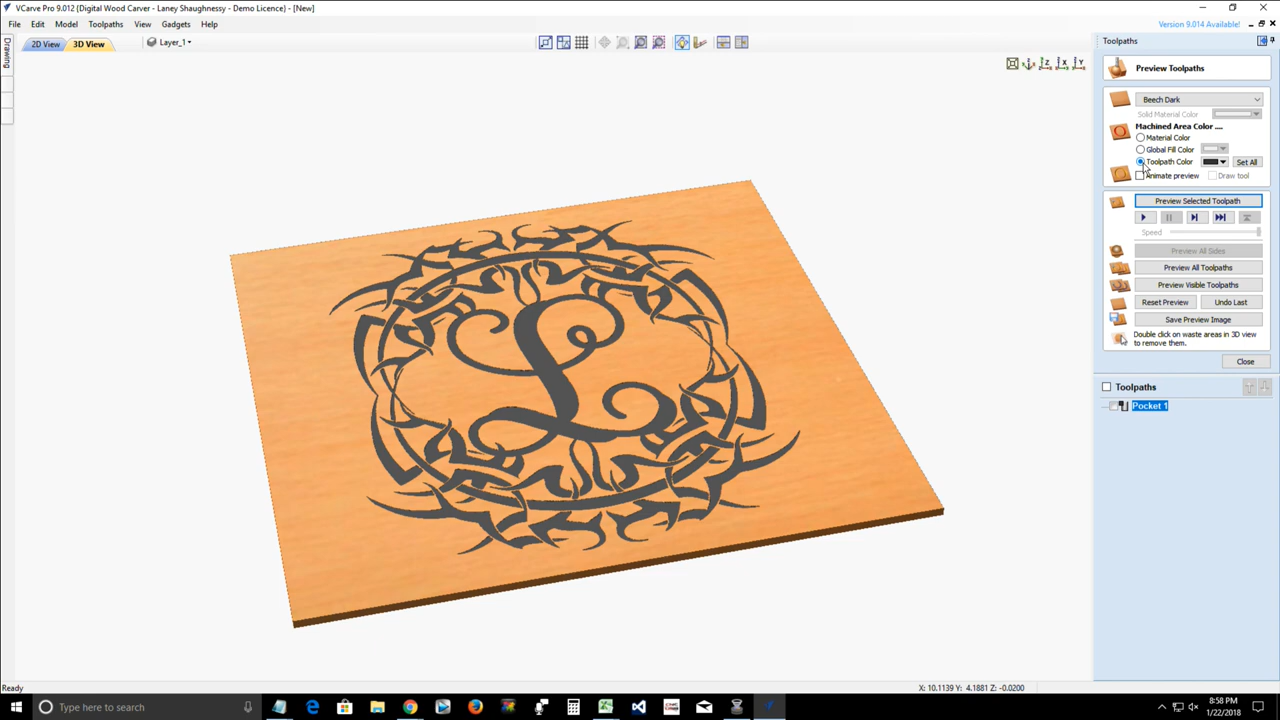 VCarve Pro 9.012 {Digital Wood Carver - Laney Shaughnessy - Demo Licence} - [New]
File Edit Model Toolpaths View Gadgets Help
Version 9.014 Available!
2D View 3D View Layer_1
Drawing
Toolpaths
Preview Toolpaths
Beech Dark
Solid Material Color
Machined Area Color ....
Material Color
Global Fill Color
Toolpath Color Set All
Animate preview Draw tool
Preview Selected Toolpath
Speed
Preview All Sides
Preview All Toolpaths
Preview Visible Toolpaths
Reset Preview Undo Last
Save Preview Image
Double click on waste areas in 3D view
to remove them.
Close
Toolpaths
Pocket 1
Z X Y
L
Ready
X: 10.1139 Y: 4.1881 Z: -0.0200
Type here to search
8:58 PM
1/22/2018